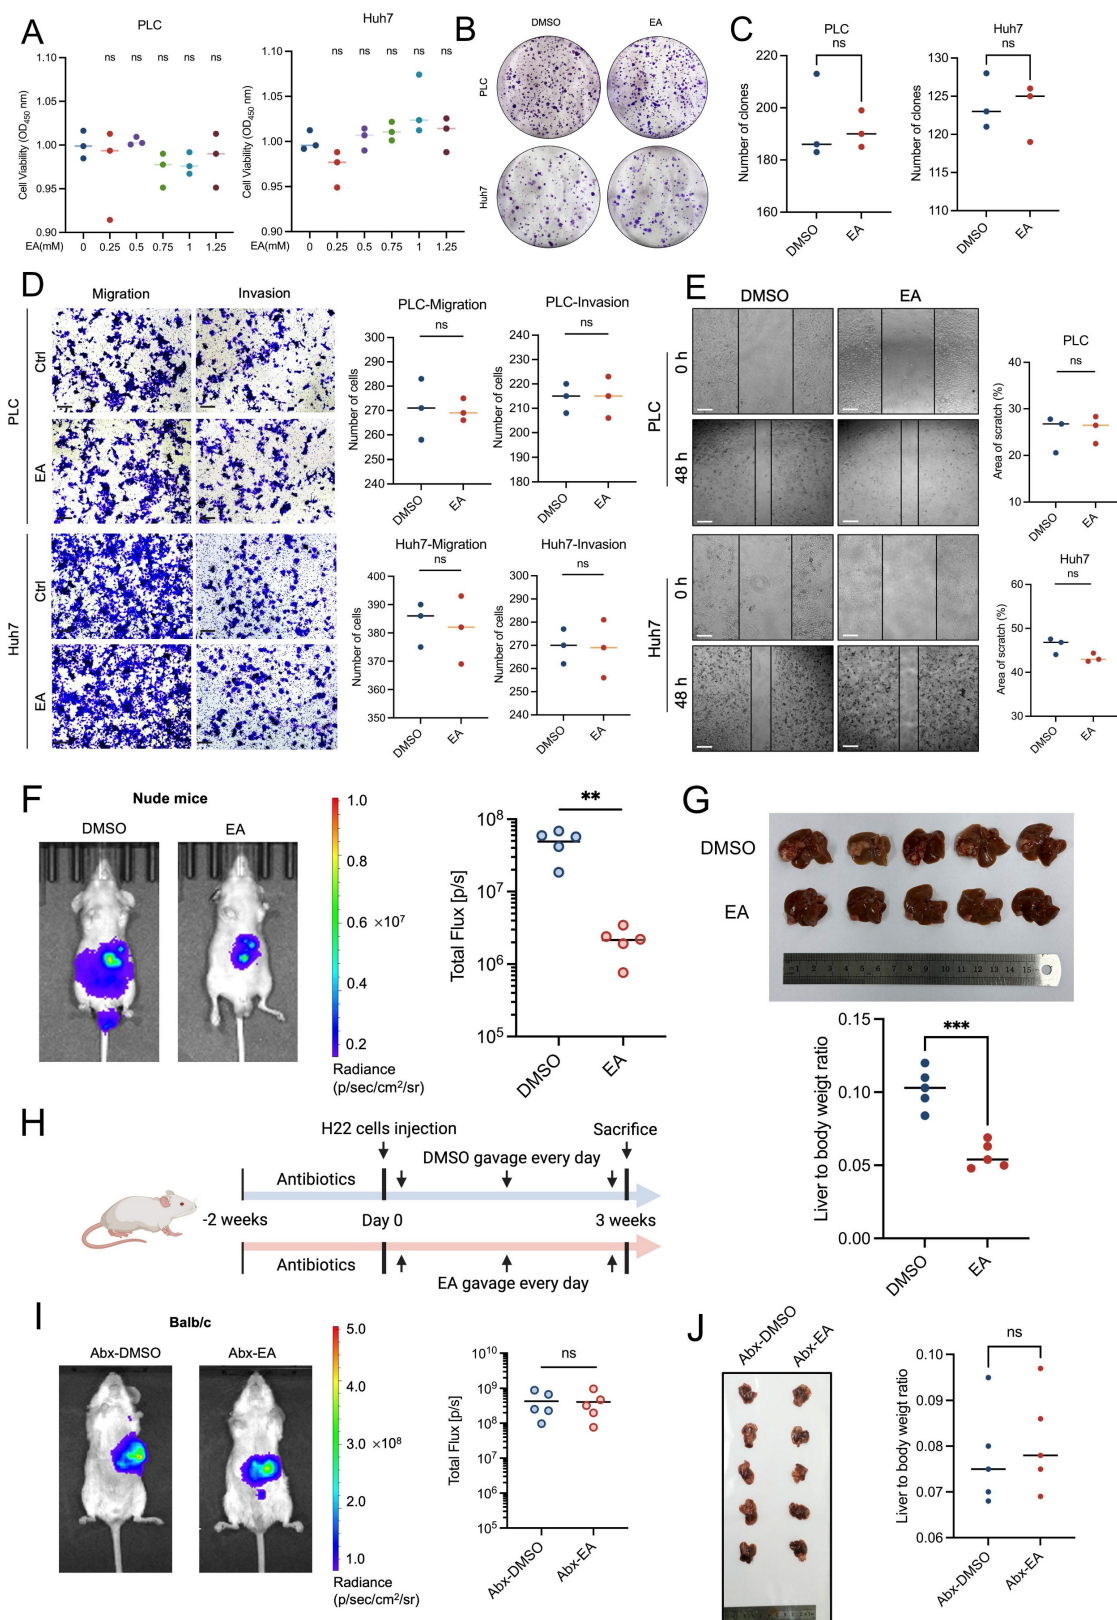 A
PLC
Cell Viability (OD450 nm)
1.10
1.05
1.00
0.95
0.90
ns ns ns ns ns
EA(mM) 0 0.25 0.5 0.75 1 1.25
Huh7
Cell Viability (OD450 nm)
1.10
1.05
1.00
0.95
0.90
ns ns ns ns ns
0 0.25 0.5 0.75 1 1.25
B
DMSO EA
PLC
Huh7
C
PLC
ns
Number of clones
220
200
180
160
DMSO EA
Huh7
ns
Number of clones
130
125
120
115
110
DMSO EA
D
Migration Invasion
PLC
Ctrl
EA
Huh7
Ctrl
EA
PLC-Migration
ns
Number of cells
300
290
280
270
260
250
240
DMSO EA
PLC-Invasion
ns
Number of cells
240
230
220
210
200
190
180
DMSO EA
Huh7-Migration
ns
Number of cells
400
390
380
370
360
350
DMSO EA
Huh7-Invasion
ns
Number of cells
300
290
280
270
260
250
240
DMSO EA
E
DMSO EA
PLC
0 h
48 h
Huh7
0 h
48 h
PLC
ns
Area of scratch (%)
40
30
20
10
DMSO EA
Huh7
ns
Area of scratch (%)
60
50
40
30
DMSO EA
F
Nude mice
DMSO EA
1.0
0.8
0.6 ×10⁷
0.4
0.2
Radiance
(p/sec/cm²/sr)
**
Total Flux [p/s]
10⁸
10⁷
10⁶
10⁵
DMSO EA
G
DMSO
EA
1 2 3 4 5 6 7 8 9 10 11 12 13 14 15
***
Liver to body weigt ratio
0.15
0.10
0.05
0.00
DMSO EA
H
H22 cells injection Sacrifice
DMSO gavage every day
Antibiotics
-2 weeks Day 0 3 weeks
Antibiotics
EA gavage every day
I
Balb/c
Abx-DMSO Abx-EA
5.0
4.0
3.0 ×10⁸
2.0
1.0
Radiance
(p/sec/cm²/sr)
ns
Total Flux [p/s]
10¹⁰
10⁹
10⁸
10⁷
10⁶
10⁵
Abx-DMSO Abx-EA
J
Abx-DMSO Abx-EA
ns
Liver to body weigt ratio
0.10
0.09
0.08
0.07
0.06
Abx-DMSO Abx-EA